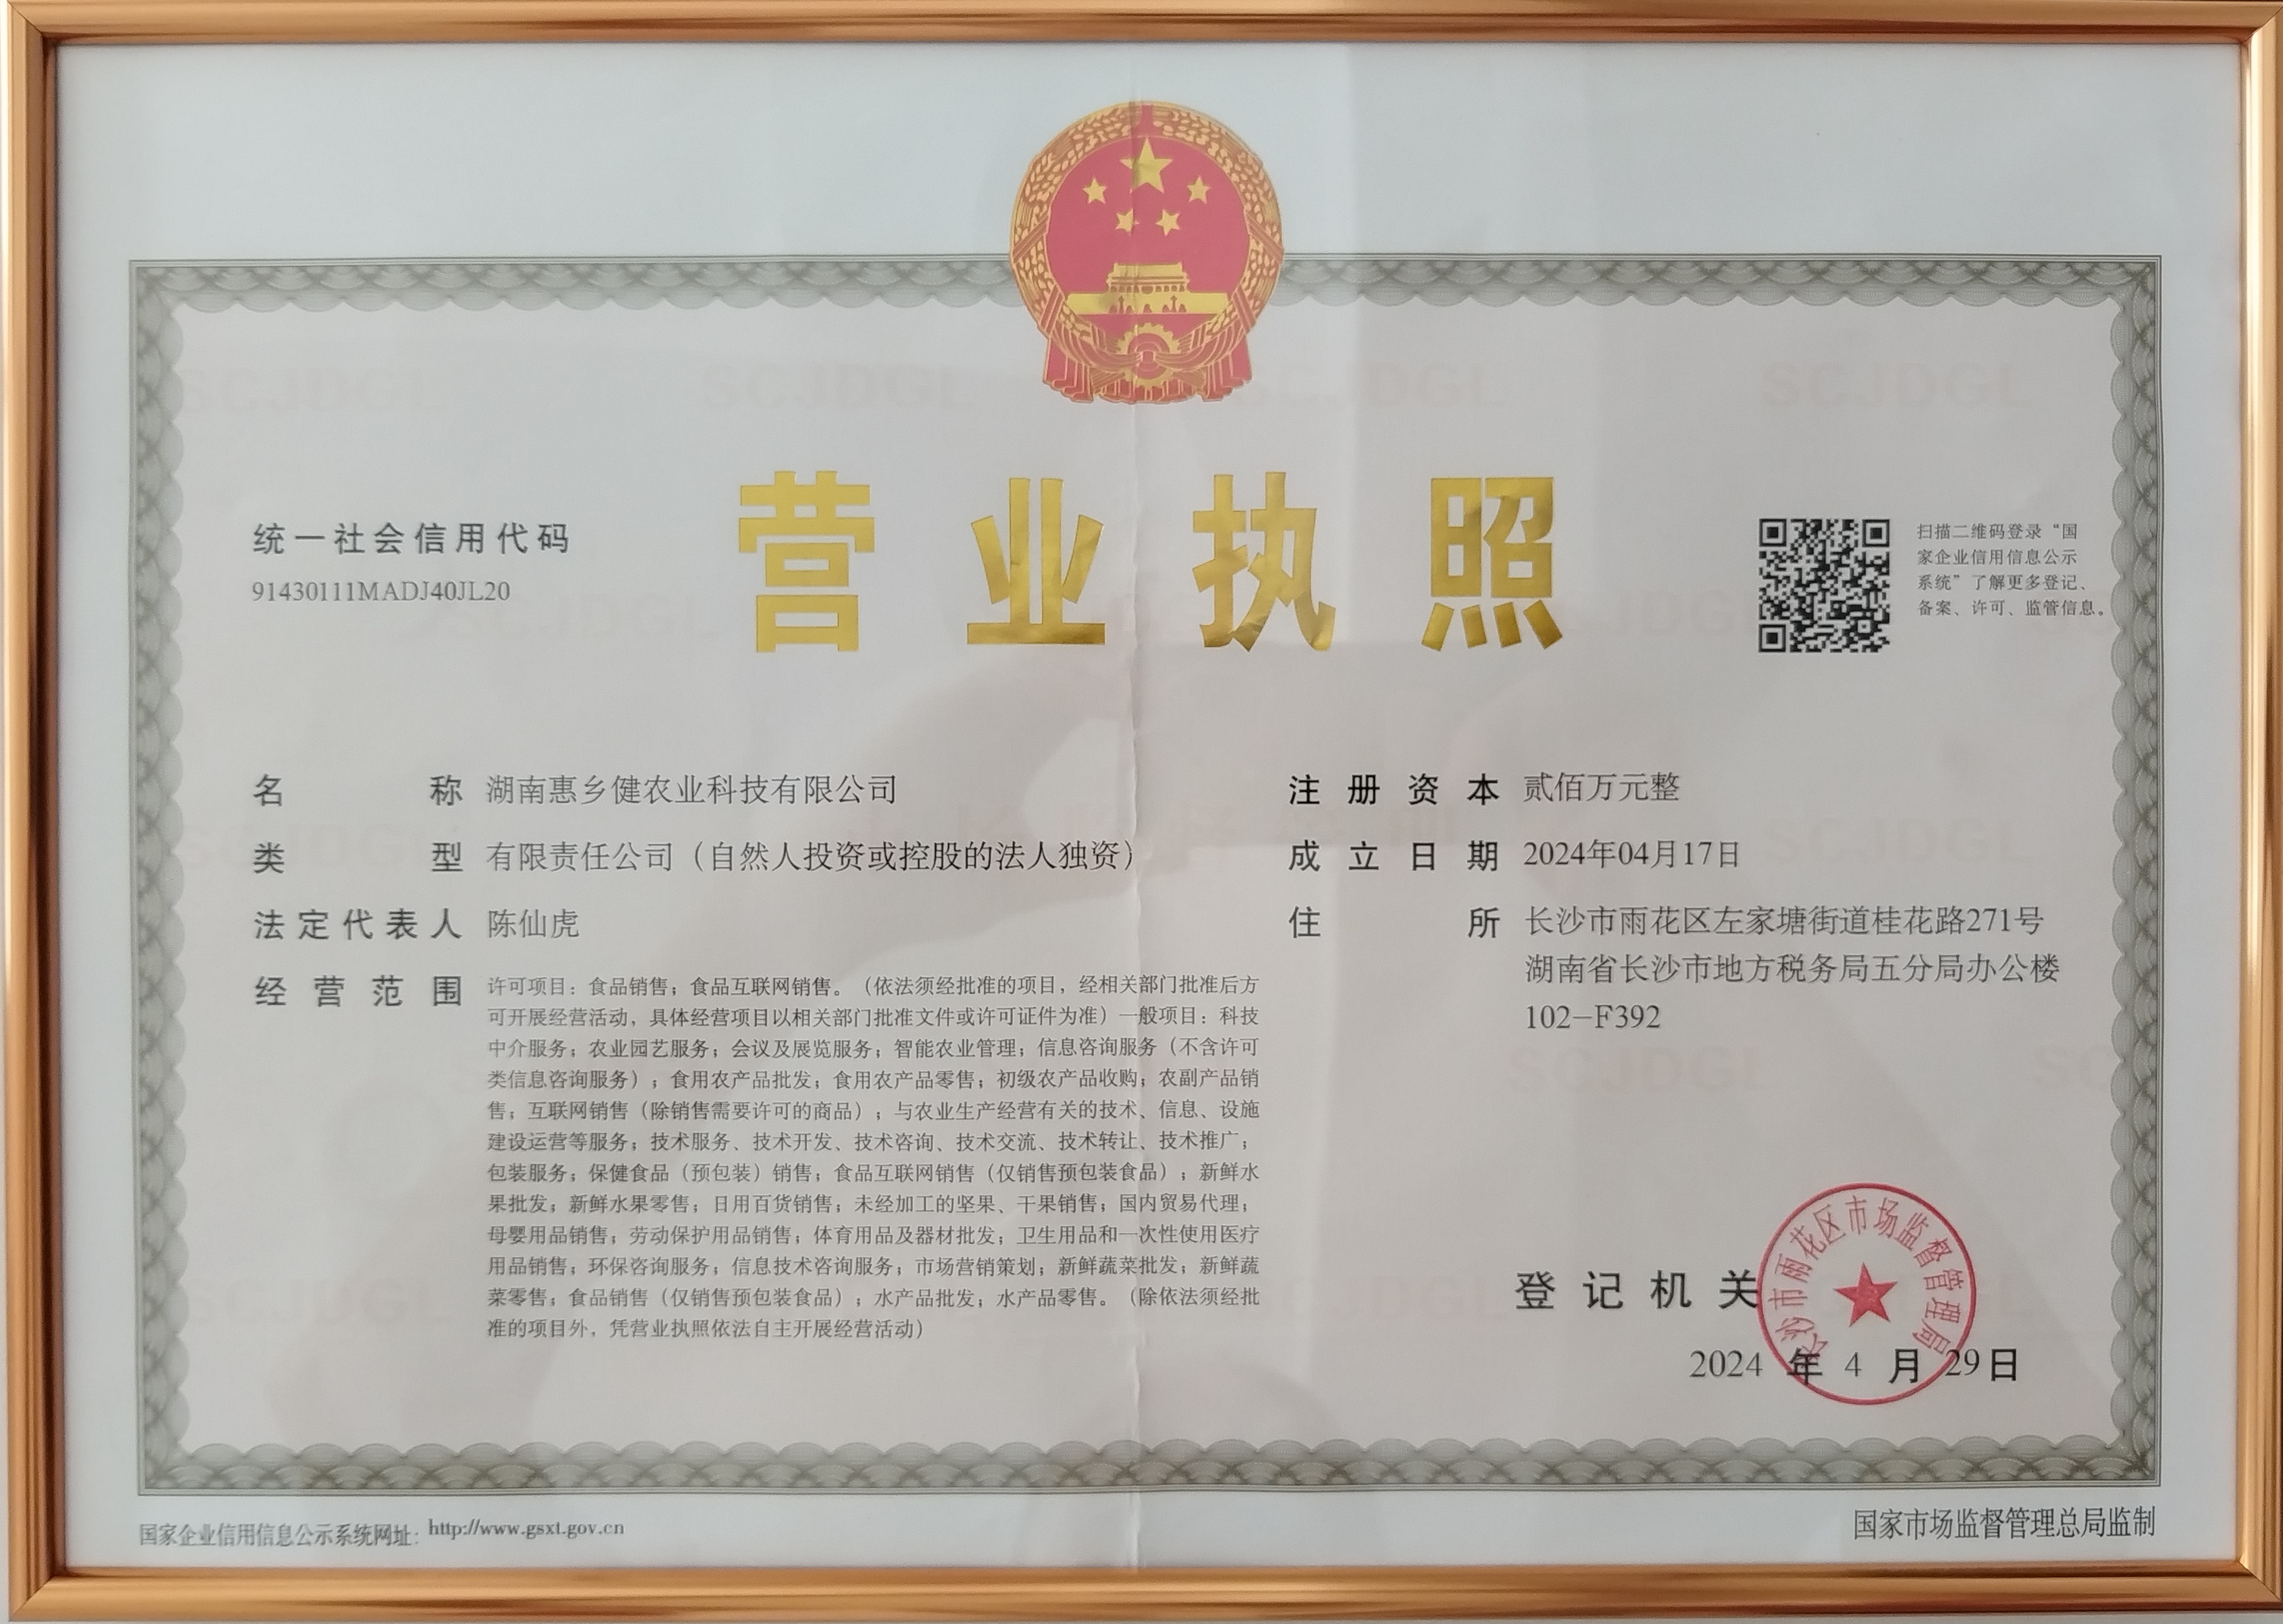 营业执照
统一社会信用代码
91430111MADJ40JL20
扫描二维码登录“国
家企业信用信息公示
系统”了解更多登记、
备案、许可、监管信息。
名称 湖南惠乡健农业科技有限公司
类型 有限责任公司（自然人投资或控股的法人独资）
法定代表人 陈仙虎
经营范围 许可项目：食品销售；食品互联网销售。（依法须经批准的项目，经相关部门批准后方
可开展经营活动，具体经营项目以相关部门批准文件或许可证件为准）一般项目：科技
中介服务；农业园艺服务；会议及展览服务；智能农业管理；信息咨询服务（不含许可
类信息咨询服务）；食用农产品批发；食用农产品零售；初级农产品收购；农副产品销
售；互联网销售（除销售需要许可的商品）；与农业生产经营有关的技术、信息、设施
建设运营等服务；技术服务、技术开发、技术咨询、技术交流、技术转让、技术推广；
包装服务；保健食品（预包装）销售；食品互联网销售（仅销售预包装食品）；新鲜水
果批发；新鲜水果零售；日用百货销售；未经加工的坚果、干果销售；国内贸易代理；
母婴用品销售；劳动保护用品销售；体育用品及器材批发；卫生用品和一次性使用医疗
用品销售；环保咨询服务；信息技术咨询服务；市场营销策划；新鲜蔬菜批发；新鲜蔬
菜零售；食品销售（仅销售预包装食品）；水产品批发；水产品零售。（除依法须经批
准的项目外，凭营业执照依法自主开展经营活动）
注册资本 贰佰万元整
成立日期 2024年04月17日
住所 长沙市雨花区左家塘街道桂花路271号
湖南省长沙市地方税务局五分局办公楼
102-F392
登记机关
长沙市雨花区市场监督管理局
2024 年 4 月 29日
国家企业信用信息公示系统网址：http://www.gsxt.gov.cn
国家市场监督管理总局监制
SCJDGL